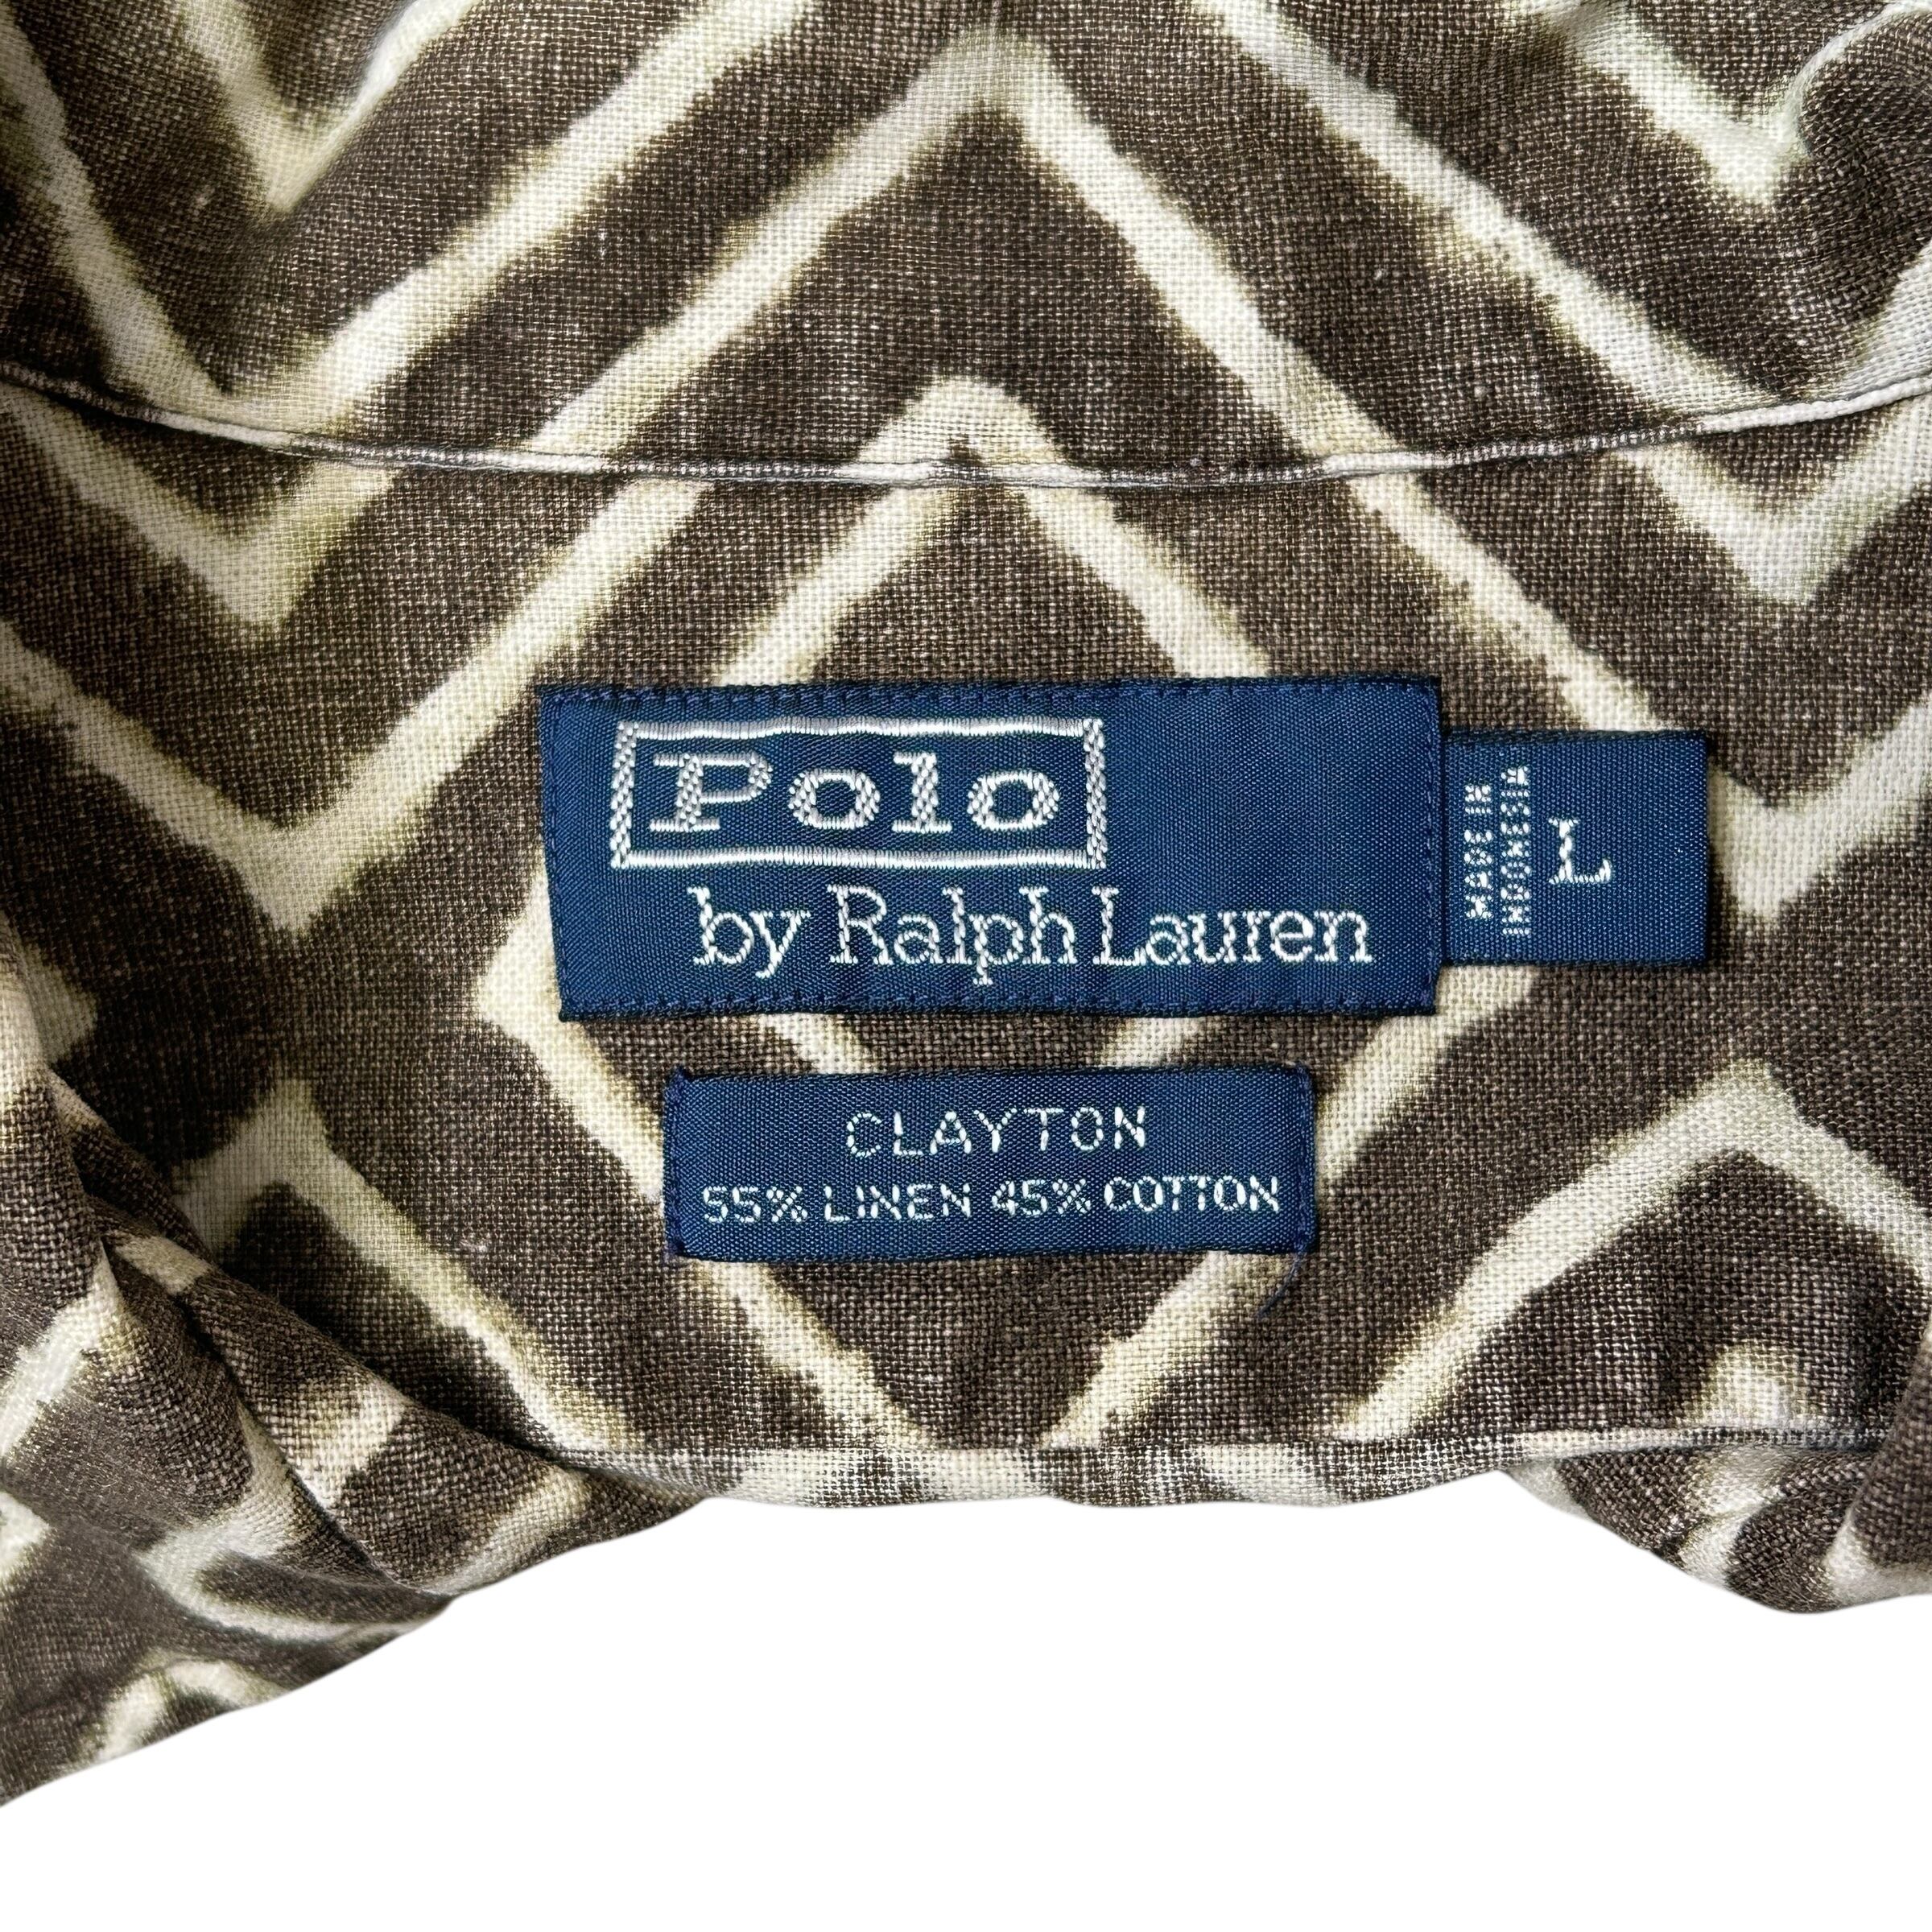 Polo
by Ralph Lauren
MADE IN
INDONESIA
L
CLAYTON
55% LINEN 45% COTTON